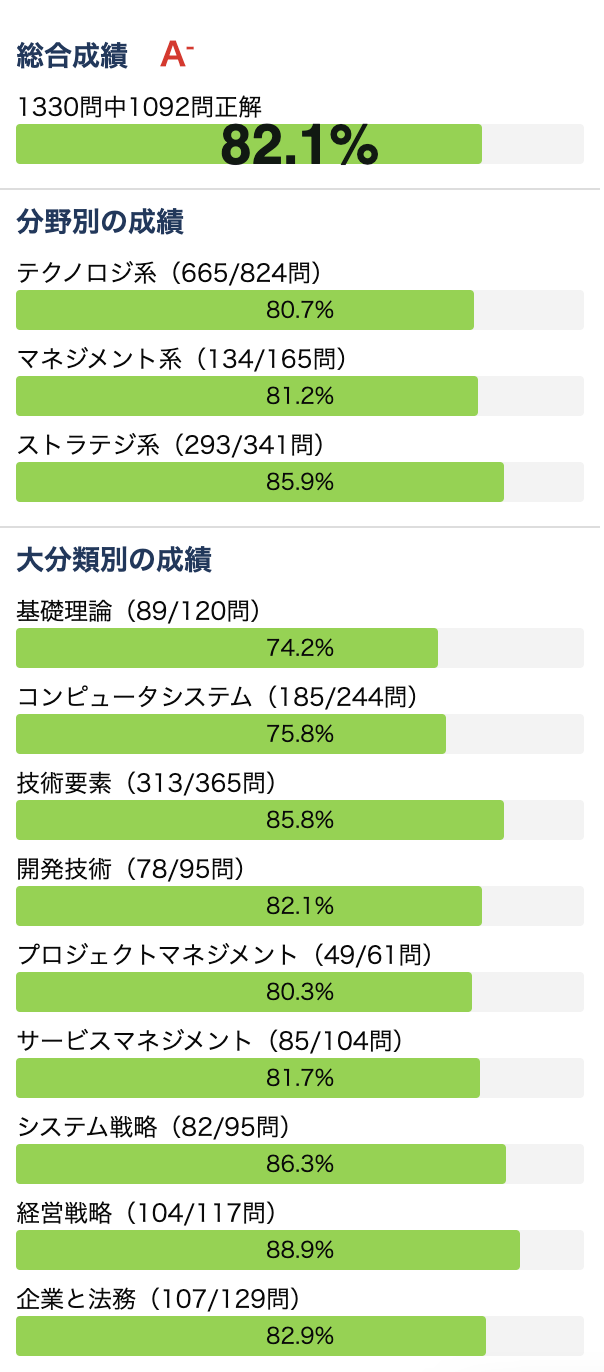 総合成績 A-
1330問中1092問正解
82.1%
分野別の成績
テクノロジ系（665/824問）
80.7%
マネジメント系（134/165問）
81.2%
ストラテジ系（293/341問）
85.9%
大分類別の成績
基礎理論（89/120問）
74.2%
コンピュータシステム（185/244問）
75.8%
技術要素（313/365問）
85.8%
開発技術（78/95問）
82.1%
プロジェクトマネジメント（49/61問）
80.3%
サービスマネジメント（85/104問）
81.7%
システム戦略（82/95問）
86.3%
経営戦略（104/117問）
88.9%
企業と法務（107/129問）
82.9%